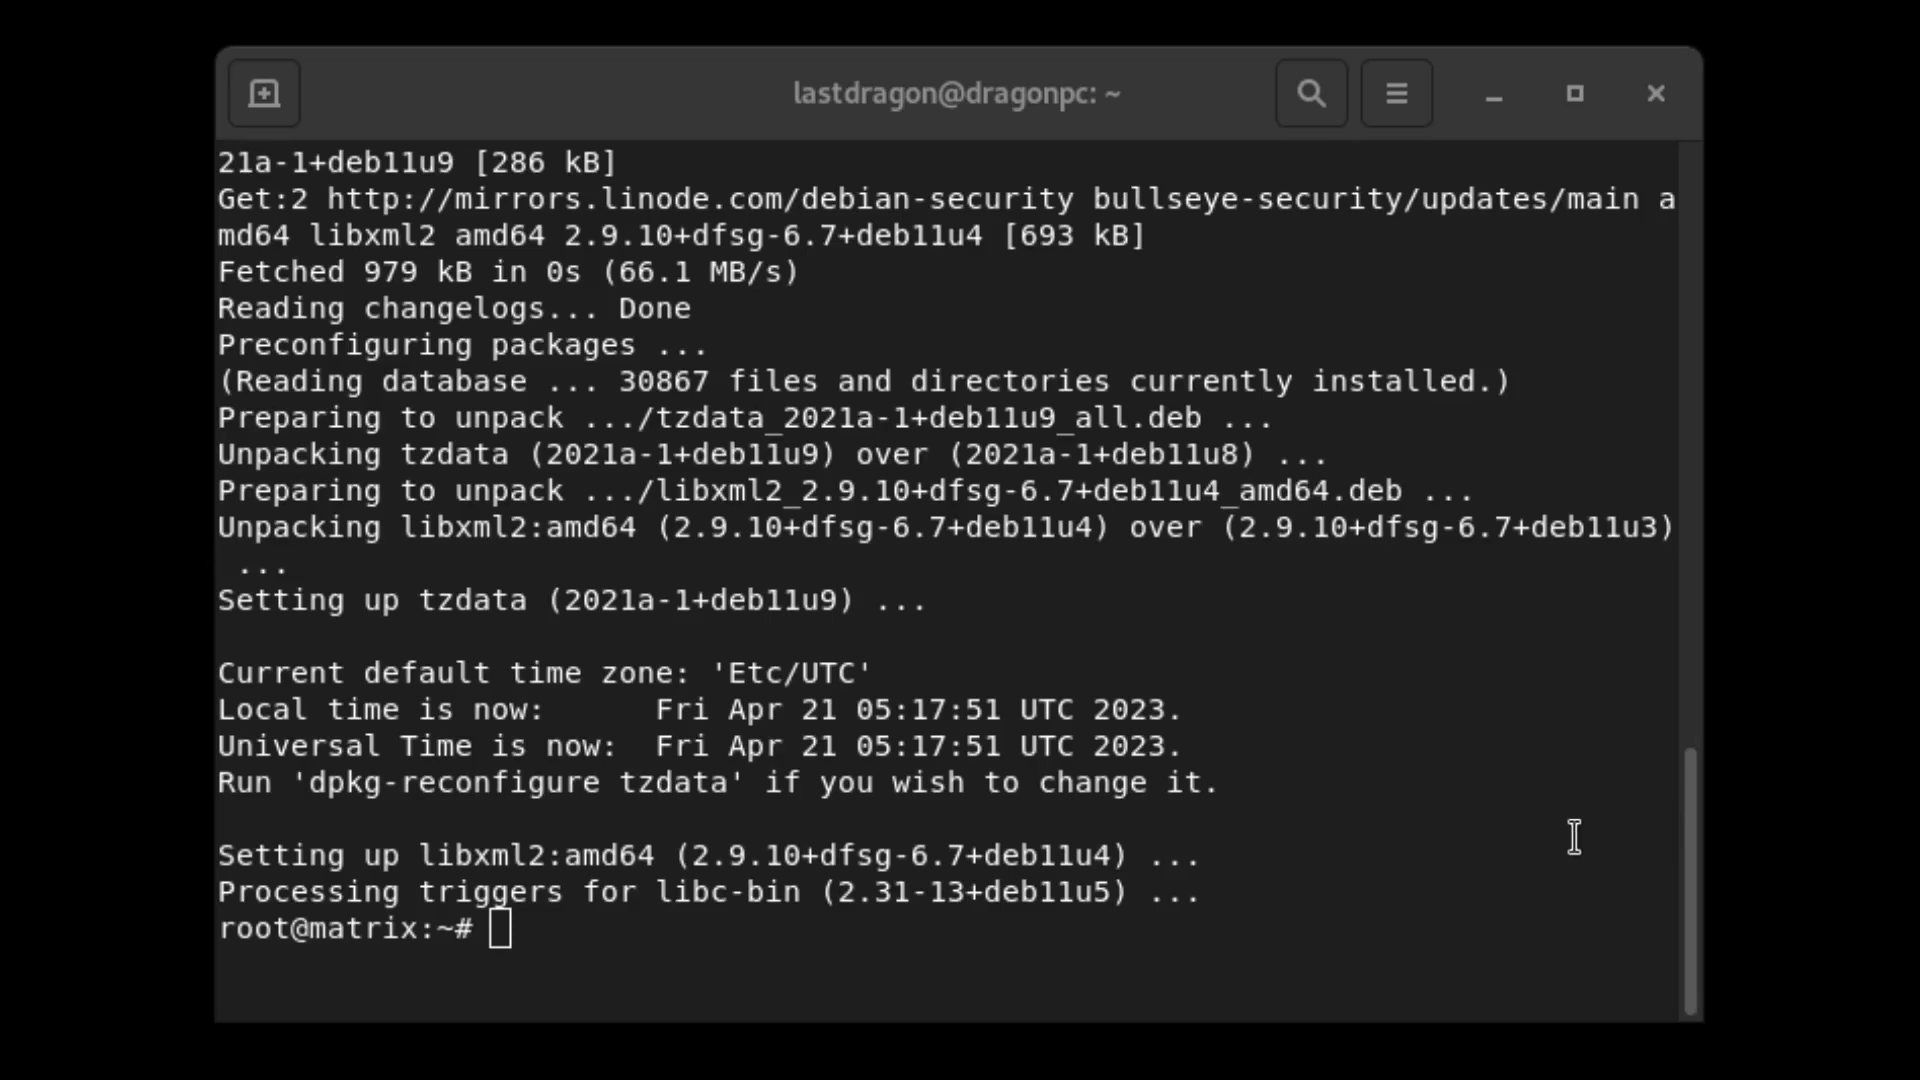 lastdragon@dragonpc: ~
21a-1+deb11u9 [286 kB]
Get:2 http://mirrors.linode.com/debian-security bullseye-security/updates/main a
md64 libxml2 amd64 2.9.10+dfsg-6.7+deb11u4 [693 kB]
Fetched 979 kB in 0s (66.1 MB/s)
Reading changelogs... Done
Preconfiguring packages ...
(Reading database ... 30867 files and directories currently installed.)
Preparing to unpack .../tzdata_2021a-1+deb11u9_all.deb ...
Unpacking tzdata (2021a-1+deb11u9) over (2021a-1+deb11u8) ...
Preparing to unpack .../libxml2_2.9.10+dfsg-6.7+deb11u4_amd64.deb ...
Unpacking libxml2:amd64 (2.9.10+dfsg-6.7+deb11u4) over (2.9.10+dfsg-6.7+deb11u3)
 ...
Setting up tzdata (2021a-1+deb11u9) ...

Current default time zone: 'Etc/UTC'
Local time is now:      Fri Apr 21 05:17:51 UTC 2023.
Universal Time is now:  Fri Apr 21 05:17:51 UTC 2023.
Run 'dpkg-reconfigure tzdata' if you wish to change it.

Setting up libxml2:amd64 (2.9.10+dfsg-6.7+deb11u4) ...
Processing triggers for libc-bin (2.31-13+deb11u5) ...
root@matrix:~#